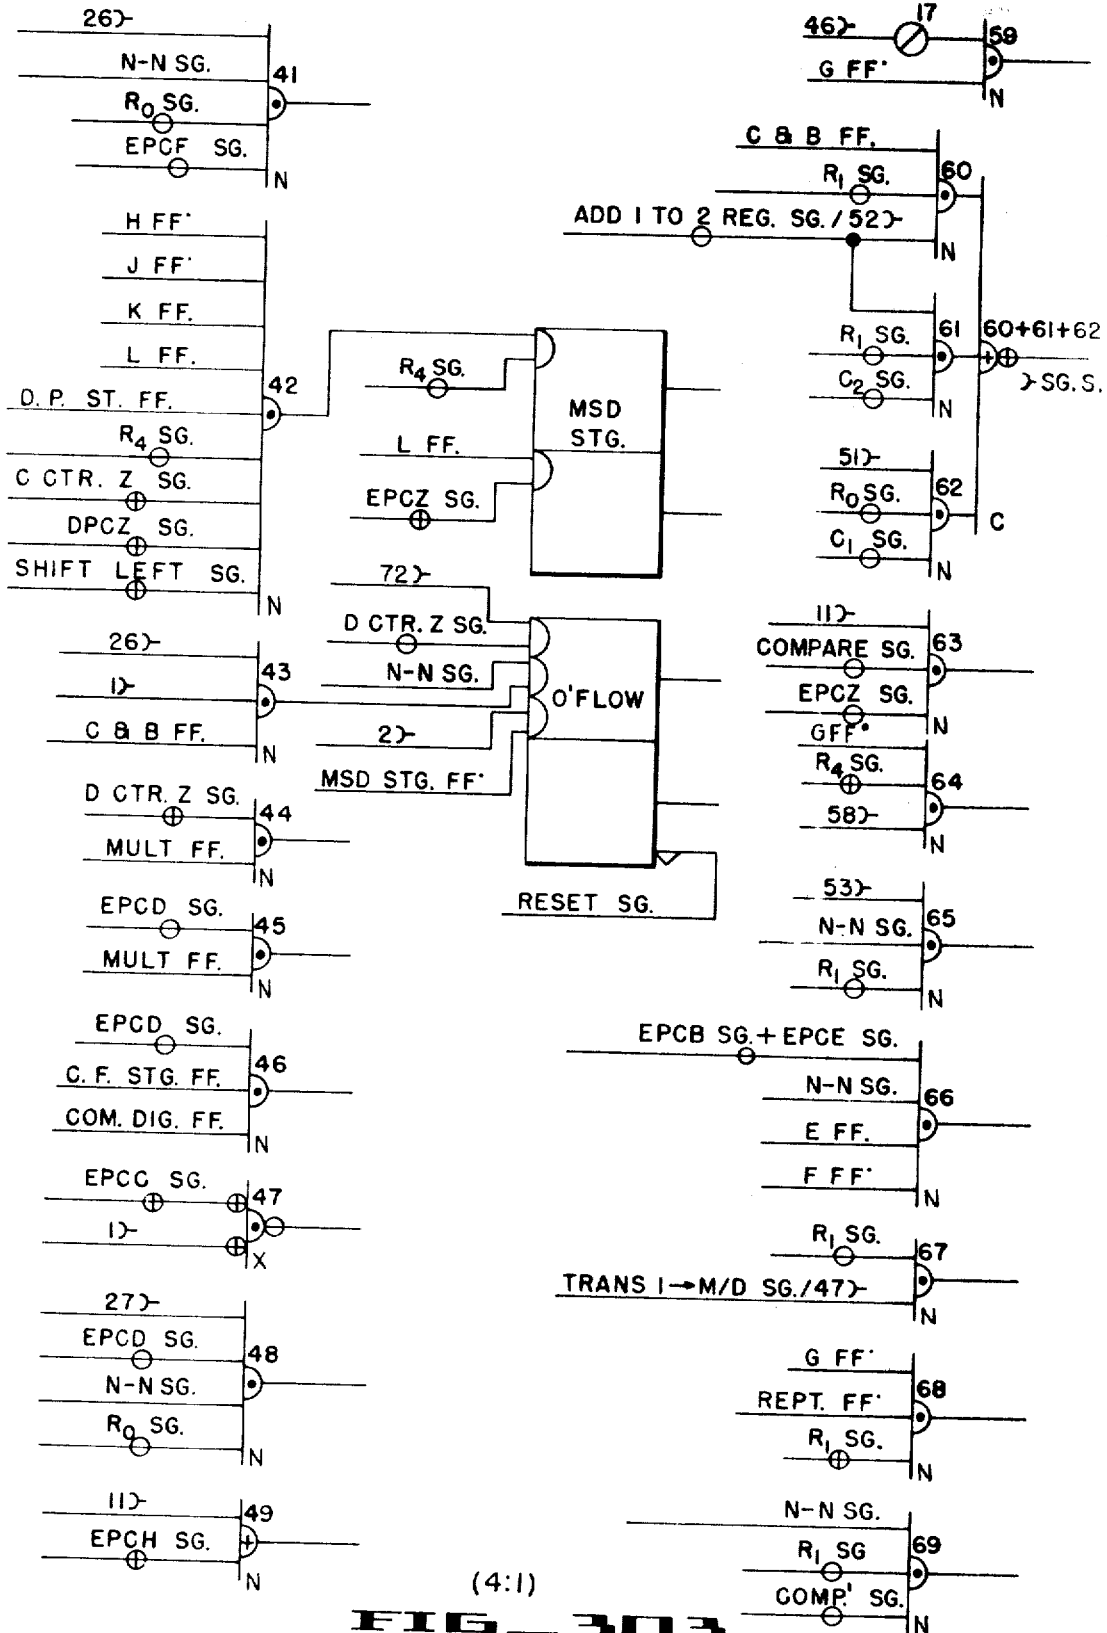 26)-
N-N SG.
41
R0 SG.
EPCF SG.
N
H FF'
J FF'
K FF.
L FF.
42
D.P. ST. FF.
R4 SG.
C CTR. Z SG.
DPCZ SG.
SHIFT LEFT SG.
N
26)-
43
1)-
C & B FF.
N
D CTR. Z SG.
44
MULT FF.
N
EPCD SG.
45
MULT FF.
N
EPCD SG.
46
C.F. STG. FF.
COM. DIG. FF.
N
EPCC SG.
47
1)-
X
27)-
EPCD SG.
48
N-N SG.
R0 SG.
N
11)-
49
EPCH SG.
N
R4 SG.
MSD
STG.
L FF.
EPCZ SG.
72)-
D CTR. Z SG.
N-N SG.
O'FLOW
2)-
MSD STG. FF'
RESET SG.
46)-
17
59
G FF'
N
C & B FF.
60
R1 SG.
ADD 1 TO 2 REG. SG./52)-
N
61
60+61+62
R1 SG.
C2 SG.
)-SG.S.
N
51)-
62
R0 SG.
C
C1 SG.
N
11)-
63
COMPARE SG.
EPCZ SG.
N
GFF'
R4 SG.
64
58)-
N
53)-
65
N-N SG.
R1 SG.
N
EPCB SG.+EPCE SG.
N-N SG.
66
E FF.
F FF'
N
R1 SG.
67
TRANS 1→M/D SG./47)-
N
G FF'
68
REPT. FF'
R1 SG.
N
N-N SG.
69
R1 SG
COMP.' SG.
N
(4:1)
FIG_303